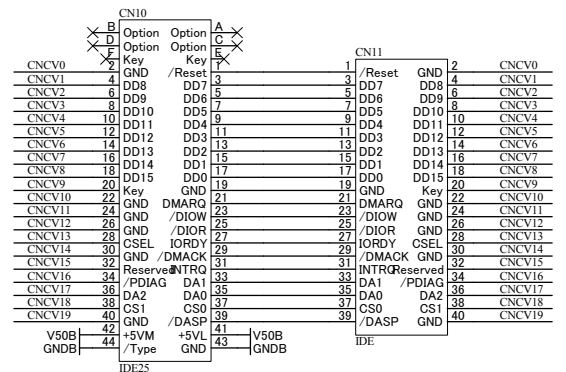 CN10
B Option Option A
D Option Option C
F Key Key E
CNCV0 2 GND /Reset 1
CNCV1 4 DD8 DD7 3
CNCV2 6 DD9 DD6 5
CNCV3 8 DD10 DD5 7
CNCV4 10 DD11 DD4 9
CNCV5 12 DD12 DD3 11
CNCV6 14 DD13 DD2 13
CNCV7 16 DD14 DD1 15
CNCV8 18 DD15 DD0 17
CNCV9 20 Key GND 19
CNCV10 22 GND DMARQ 21
CNCV11 24 GND /DIOW 23
CNCV12 26 GND /DIOR 25
CNCV13 28 CSEL IORDY 27
CNCV14 30 GND /DMACK 29
CNCV15 32 Reserved INTRQ 31
CNCV16 34 /PDIAG DA1 33
CNCV17 36 DA2 DA0 35
CNCV18 38 CS1 CS0 37
CNCV19 40 GND /DASP 39
V50B 42 +5VM +5VL 41 V50B
GNDB 44 /Type GND 43 GNDB
IDE25
CN11
1 /Reset GND 2 CNCV0
3 DD7 DD8 4 CNCV1
5 DD6 DD9 6 CNCV2
7 DD5 DD10 8 CNCV3
9 DD4 DD11 10 CNCV4
11 DD3 DD12 12 CNCV5
13 DD2 DD13 14 CNCV6
15 DD1 DD14 16 CNCV7
17 DD0 DD15 18 CNCV8
19 GND Key 20 CNCV9
21 DMARQ GND 22 CNCV10
23 /DIOW GND 24 CNCV11
25 /DIOR GND 26 CNCV12
27 IORDY CSEL 28 CNCV13
29 /DMACK GND 30 CNCV14
31 INTRQ Reserved 32 CNCV15
33 DA1 /PDIAG 34 CNCV16
35 DA0 DA2 36 CNCV17
37 CS0 CS1 38 CNCV18
39 /DASP GND 40 CNCV19
IDE